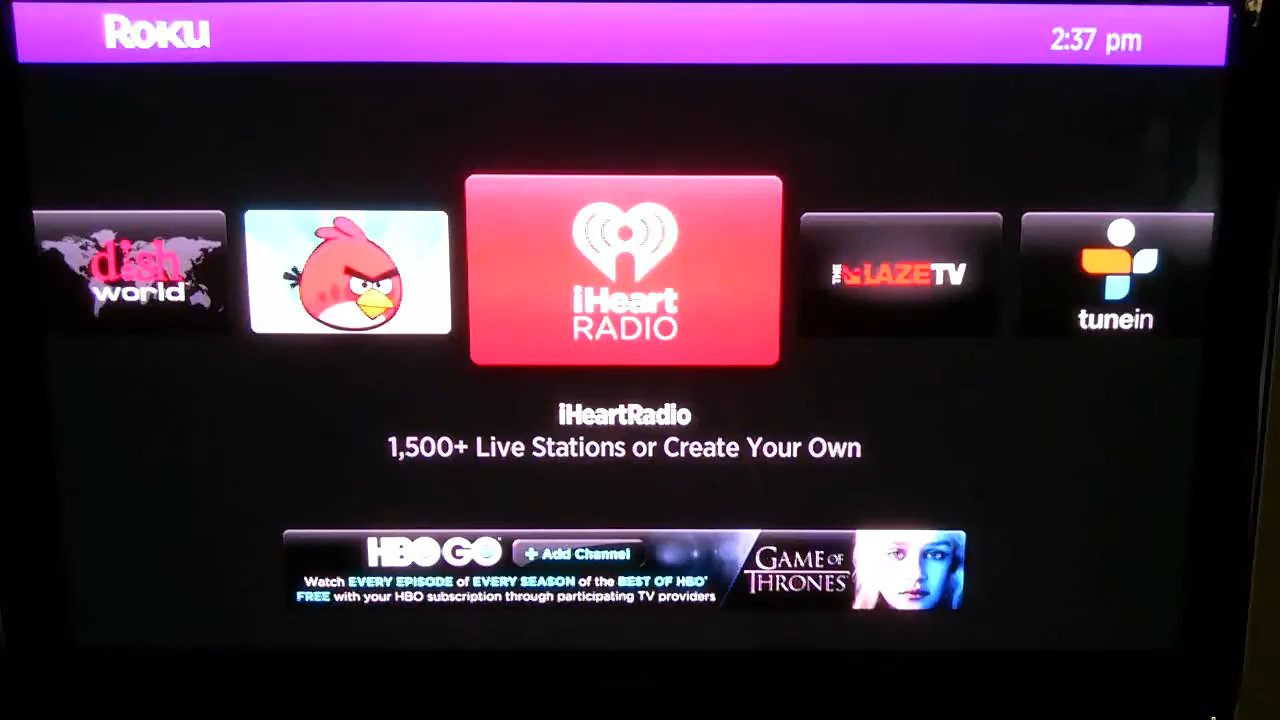 Roku
2:37 pm
dish
world
iHeart
RADIO
THE BLAZETV
tunein
iHeartRadio
1,500+ Live Stations or Create Your Own
HBO GO
+ Add Channel
Watch EVERY EPISODE of EVERY SEASON of the BEST OF HBO®
FREE with your HBO subscription through participating TV providers
GAME OF
THRONES